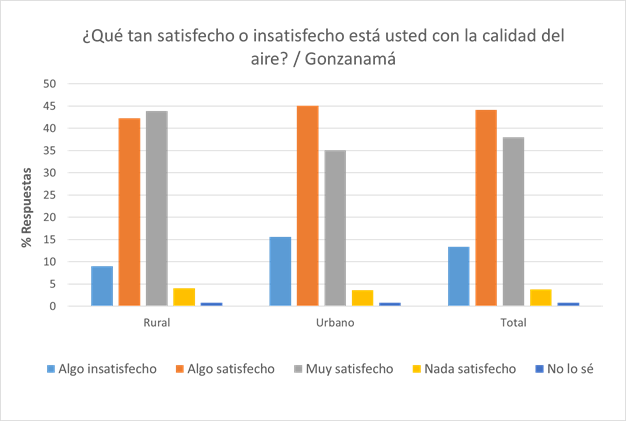 ¿Qué tan satisfecho o insatisfecho está usted con la calidad del
aire? / Gonzanamá
% Respuestas
50
45
40
35
30
25
20
15
10
5
0
Rural Urbano Total
Algo insatisfecho Algo satisfecho Muy satisfecho Nada satisfecho No lo sé